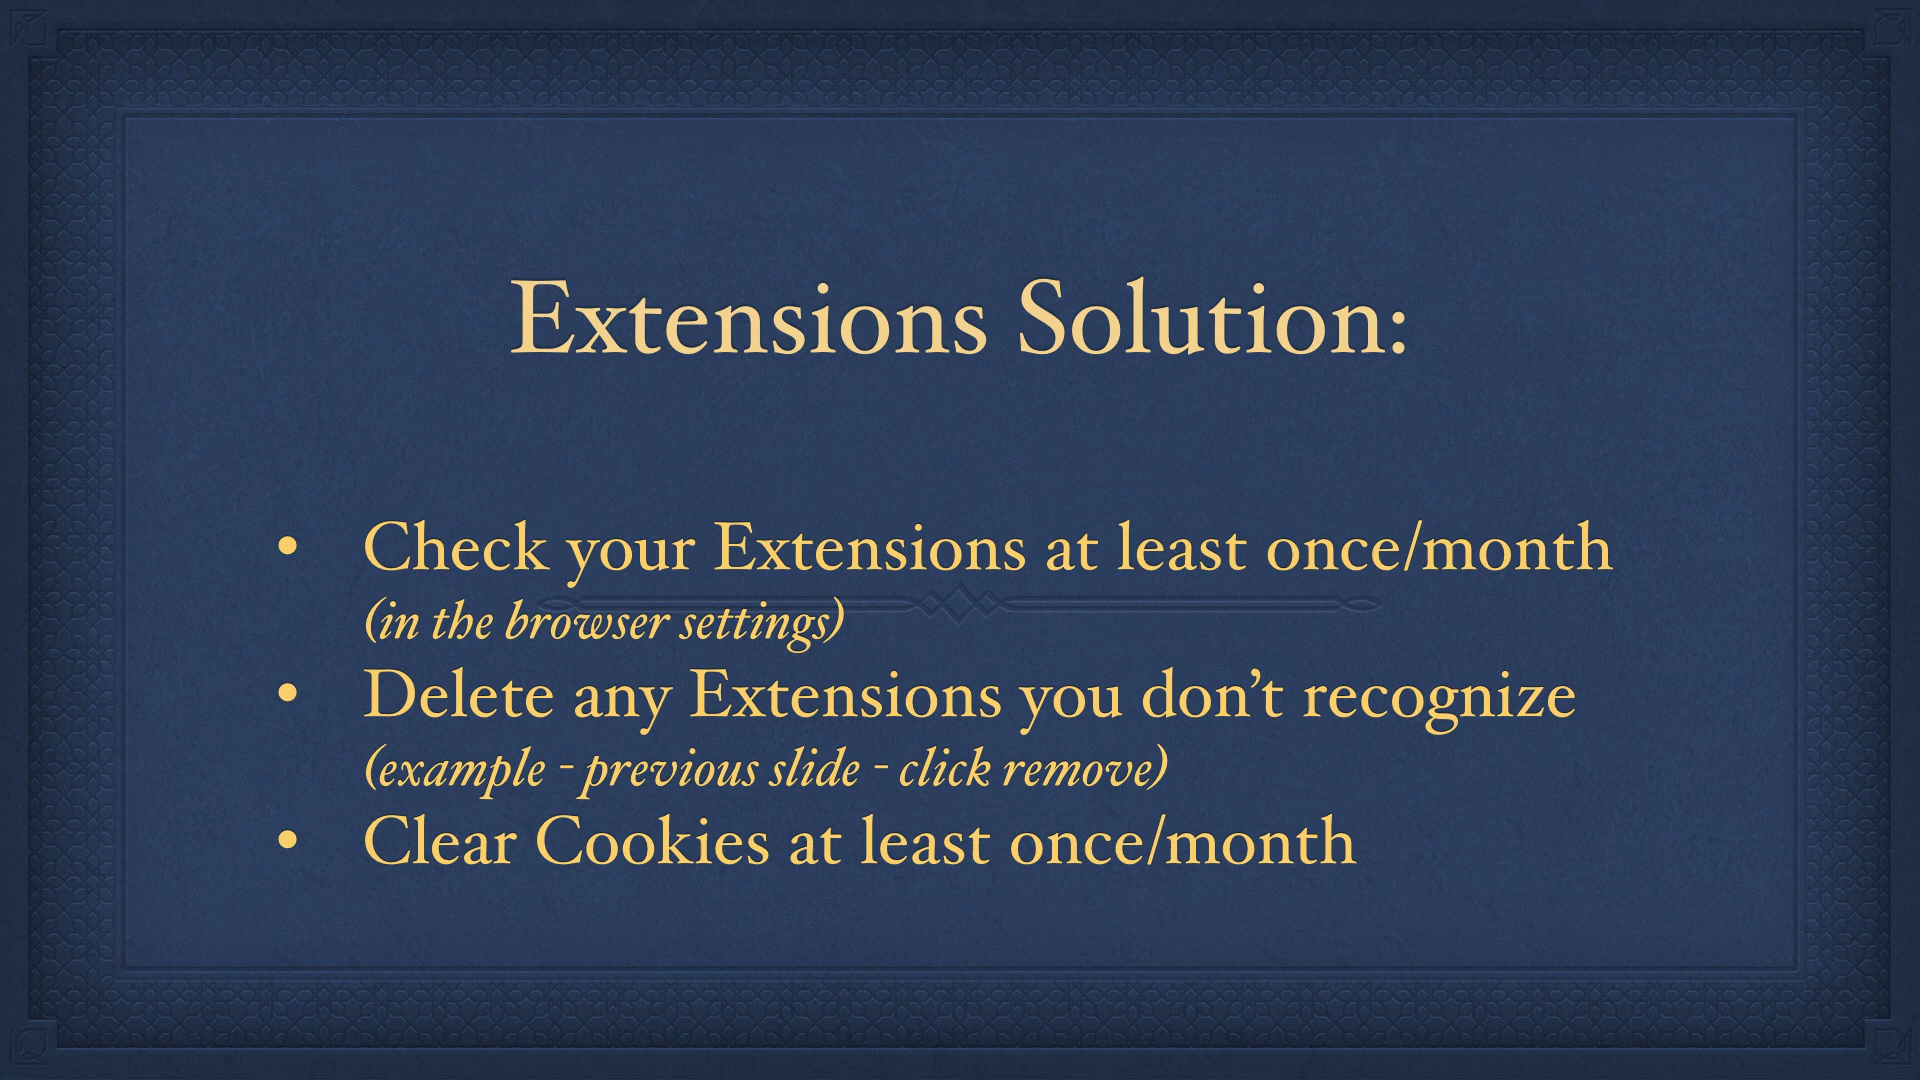 Extensions Solution:
• Check your Extensions at least once/month
(in the browser settings)
• Delete any Extensions you don’t recognize
(example - previous slide - click remove)
• Clear Cookies at least once/month